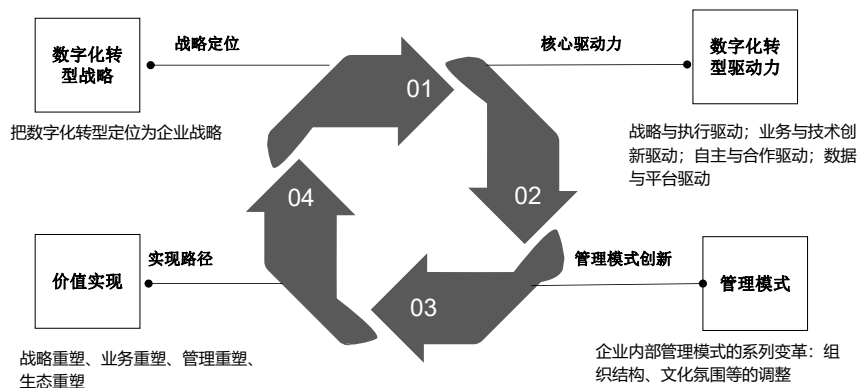 数字化转
型战略
战略定位
把数字化转型定位为企业战略
01
核心驱动力
数字化转
型驱动力
战略与执行驱动；业务与技术创
新驱动；自主与合作驱动；数据
与平台驱动
02
管理模式创新
管理模式
企业内部管理模式的系列变革：组
织结构、文化氛围等的调整
03
04
实现路径
价值实现
战略重塑、业务重塑、管理重塑、
生态重塑